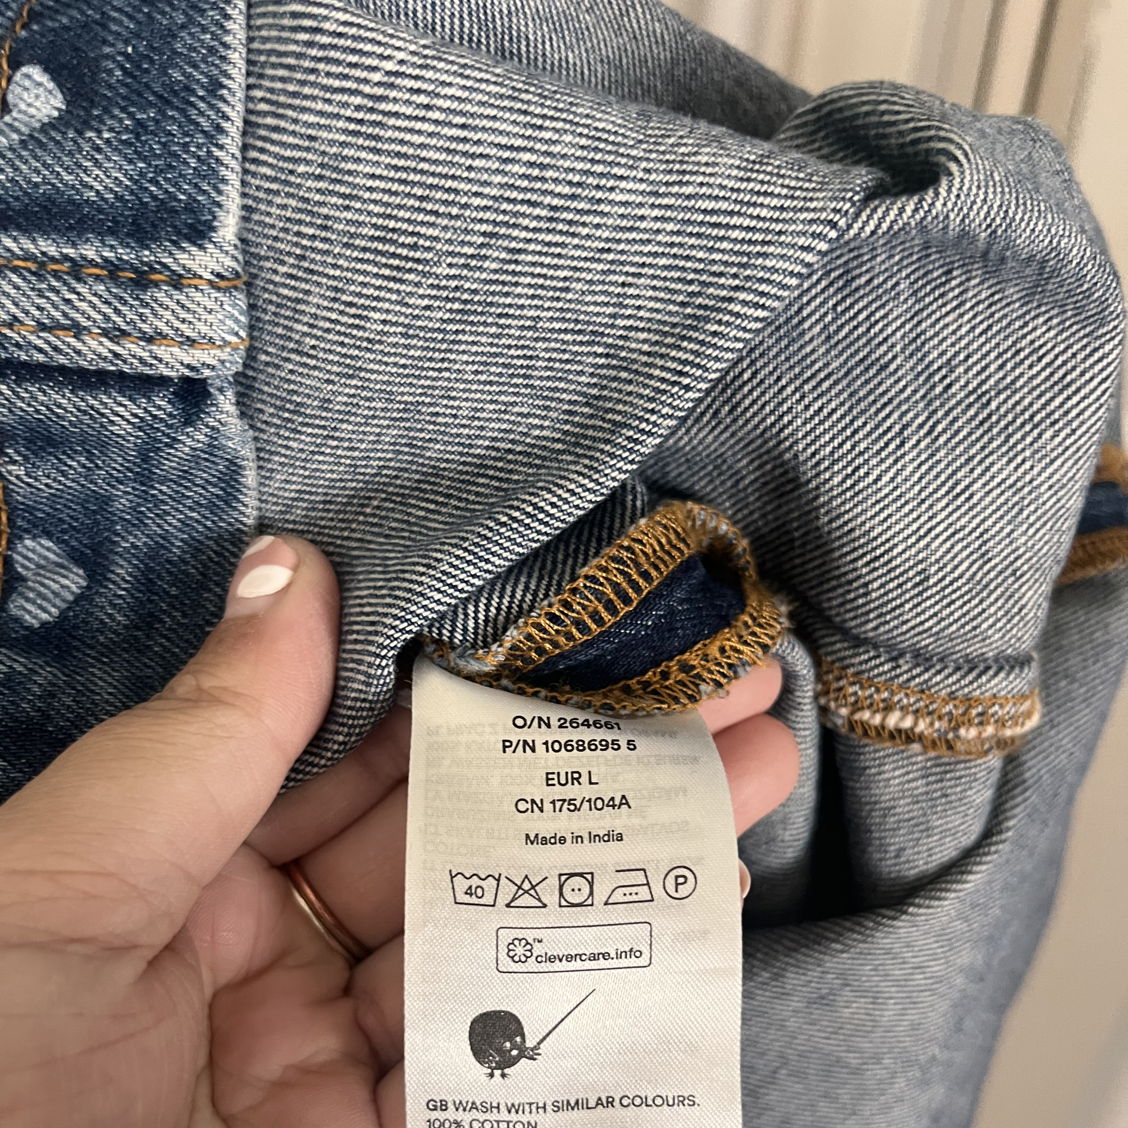 O/N 264661
P/N 1068695 5
EUR L
CN 175/104A
Made in India
40 P
™
clevercare.info
GB WASH WITH SIMILAR COLOURS.
100% COTTON